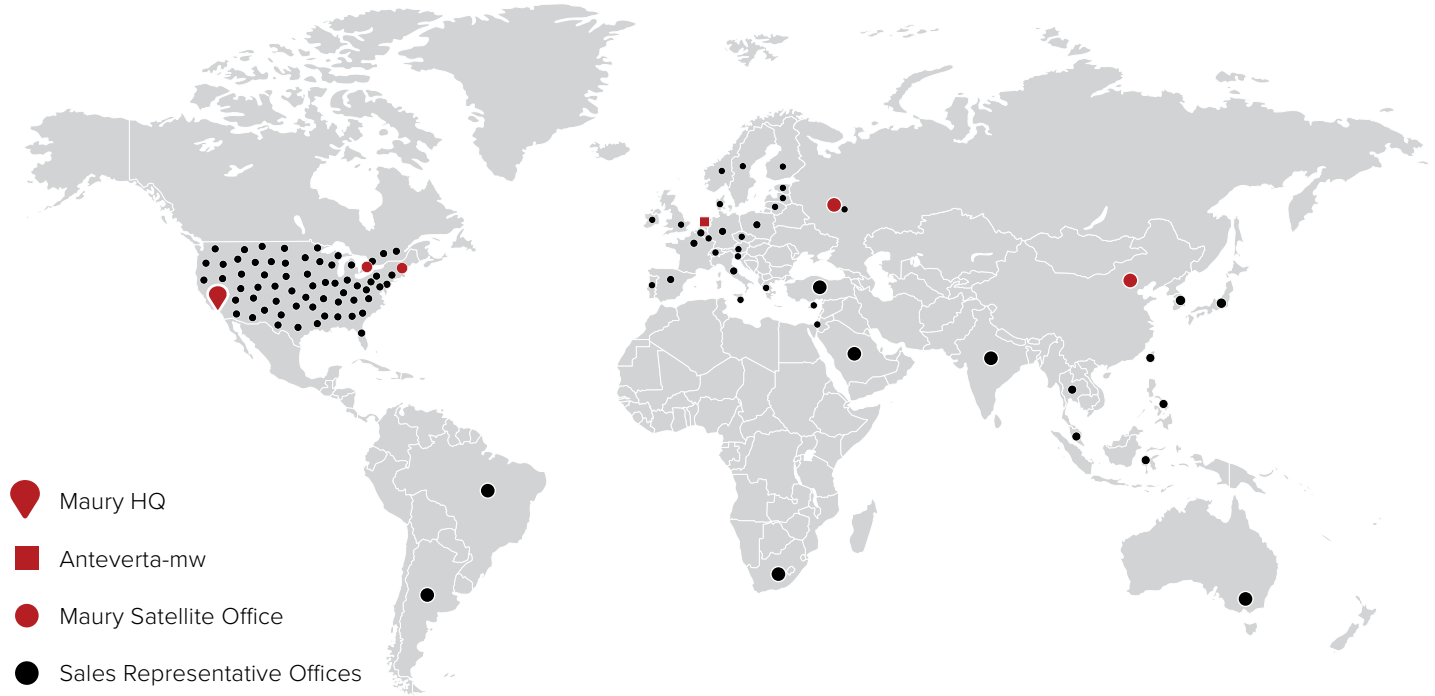 Maury HQ
Anteverta-mw
Maury Satellite Office
Sales Representative Offices